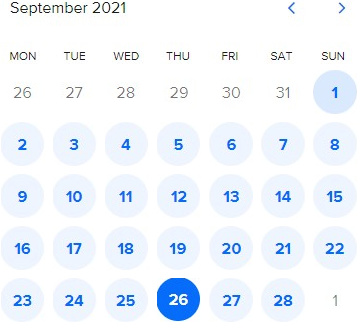 September 2021
MON TUE WED THU FRI SAT SUN
26 27 28 29 30 31 1
2 3 4 5 6 7 8
9 10 11 12 13 14 15
16 17 18 19 20 21 22
23 24 25 26 27 28 1